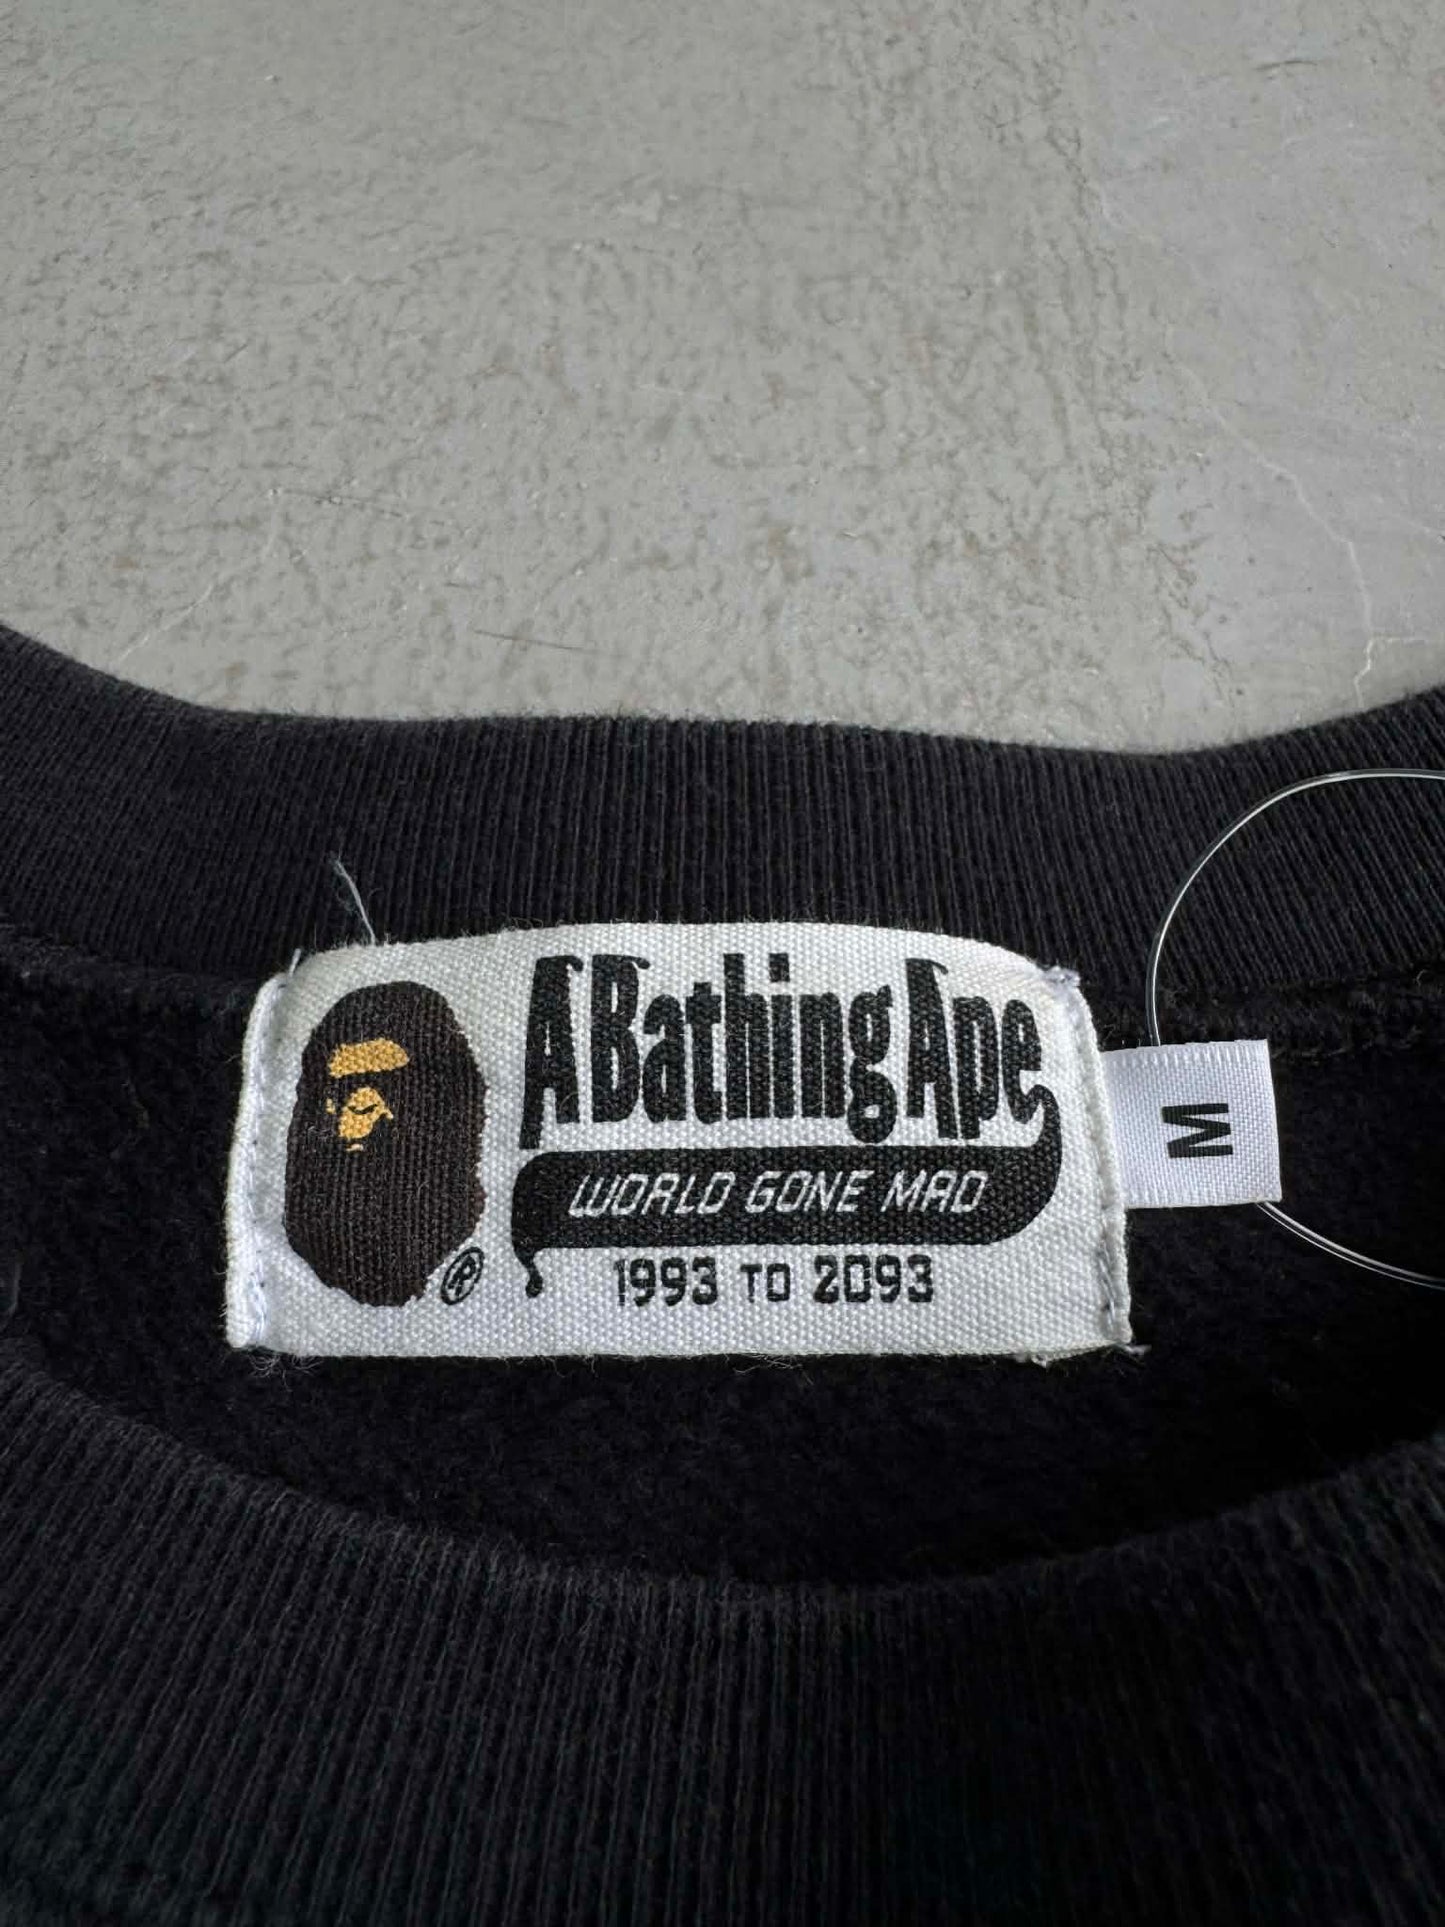 A Bathing Ape
WORLD GONE MAD
1993 TO 2093
®
M